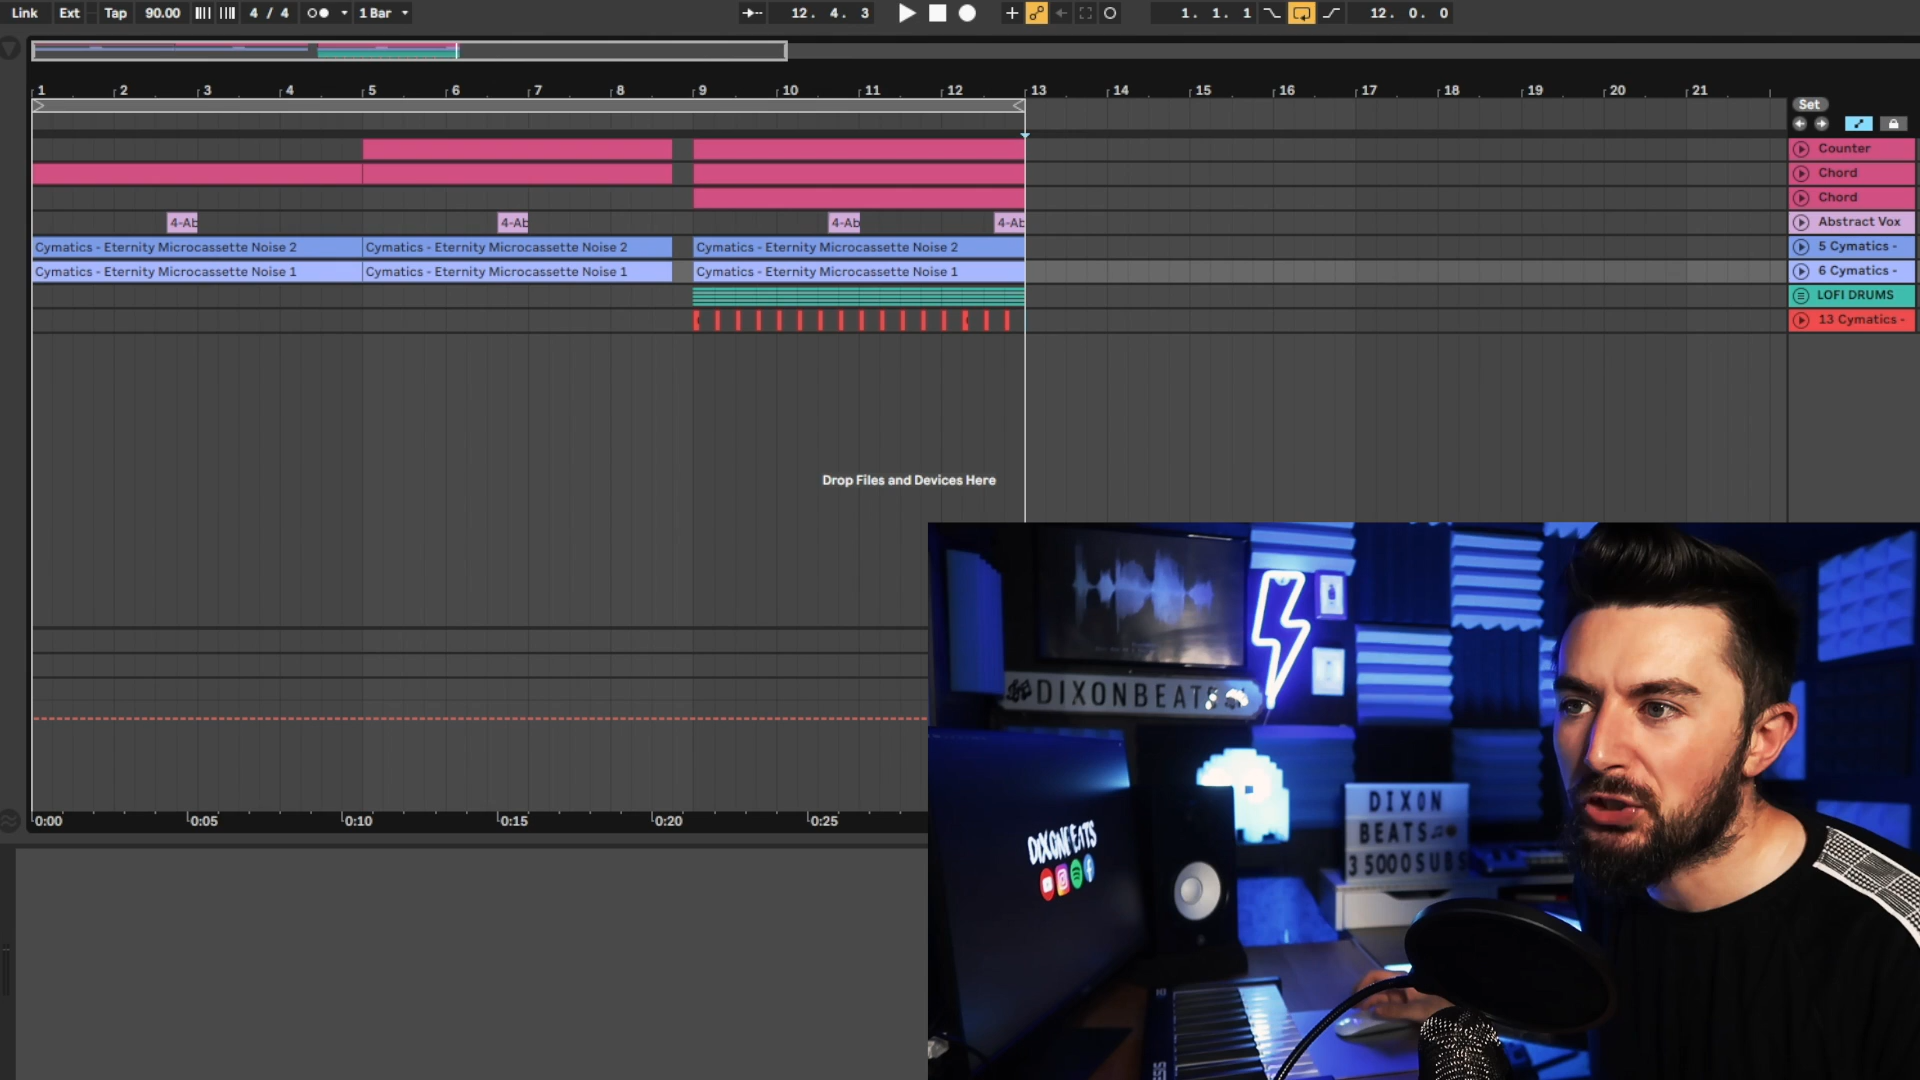 Link Ext Tap 90.00 4 / 4 1 Bar 12. 4. 3 1. 1. 1 12. 0. 0
1 2 3 4 5 6 7 8 9 10 11 12 13 14 15 16 17 18 19 20 21
Set
Counter
Chord
Chord
4-Ab 4-Ab 4-Ab 4-Ab Abstract Vox
Cymatics - Eternity Microcassette Noise 2 Cymatics - Eternity Microcassette Noise 2 Cymatics - Eternity Microcassette Noise 2 5 Cymatics -
Cymatics - Eternity Microcassette Noise 1 Cymatics - Eternity Microcassette Noise 1 Cymatics - Eternity Microcassette Noise 1 6 Cymatics -
LOFI DRUMS
13 Cymatics -
Drop Files and Devices Here
DIXONBEATS
0:00 0:05 0:10 0:15 0:20 0:25
DIXON
BEATS
35000SUBS
DIXONBEATS